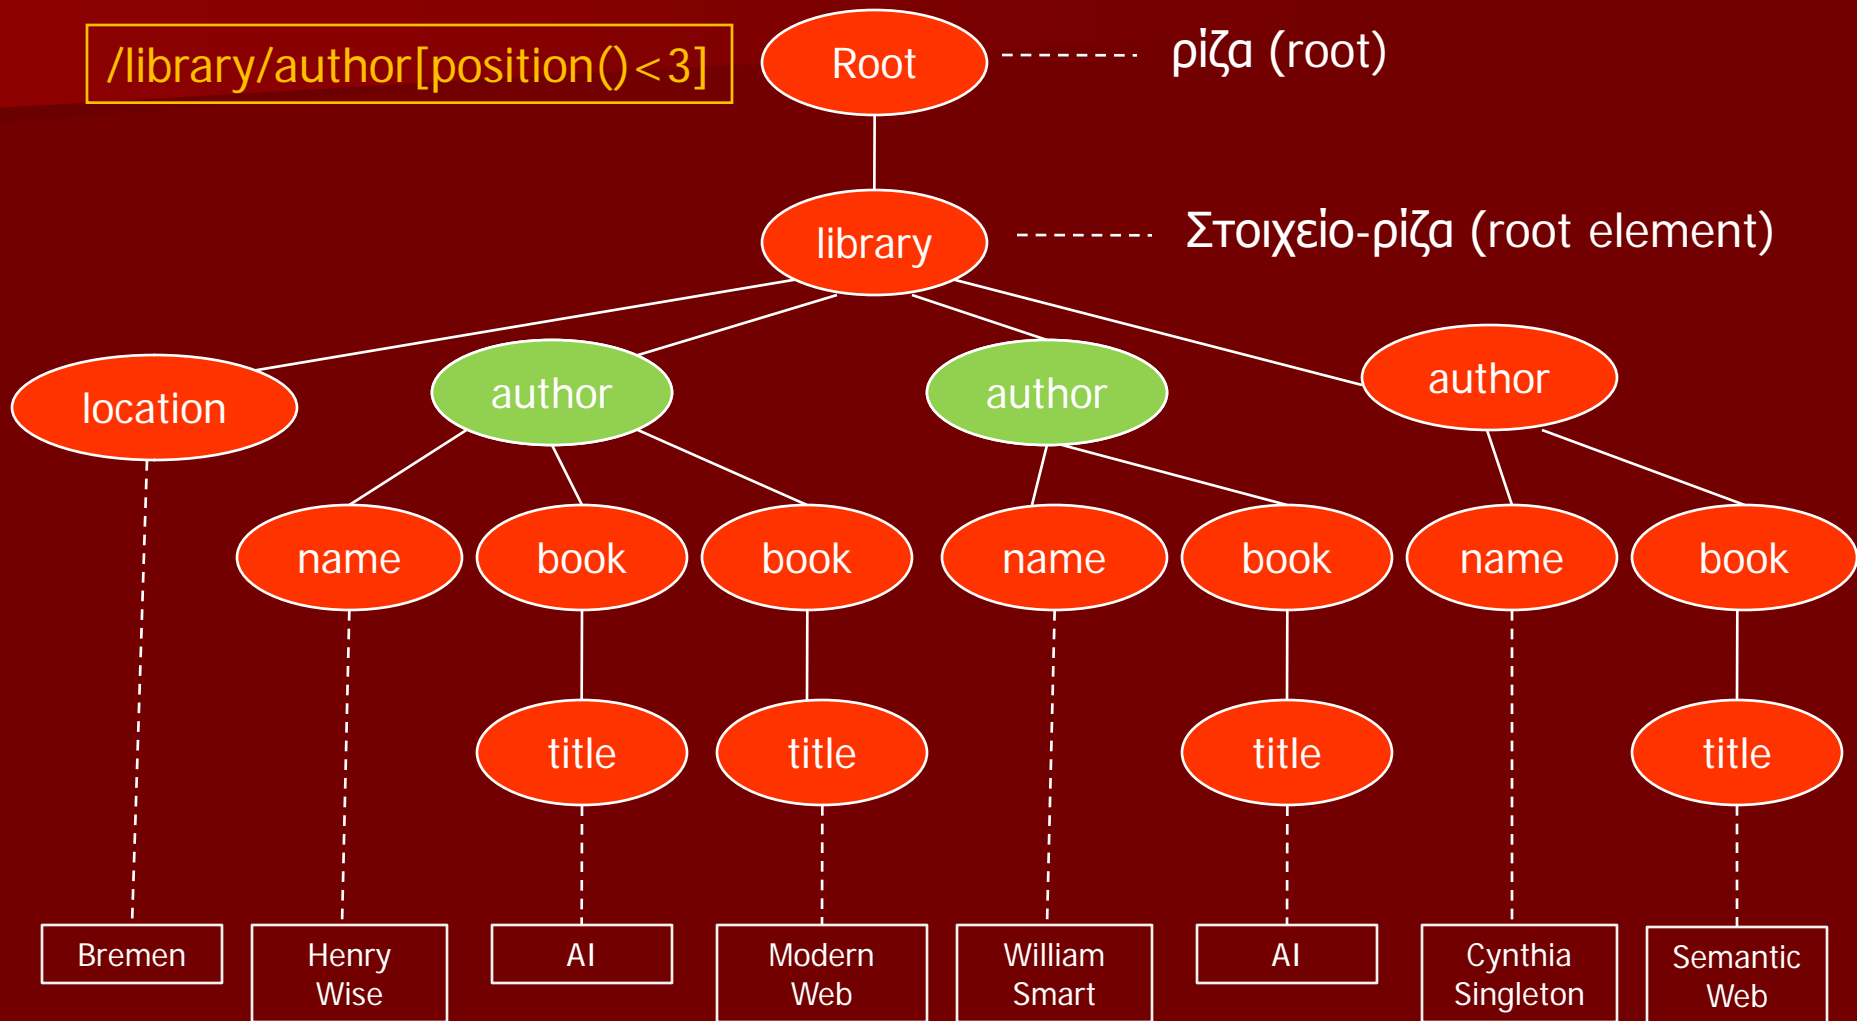 /library/author[position()<3]
Root
ρίζα (root)
library
Στοιχείο-ρίζα (root element)
location
author
author
author
name
book
book
name
book
name
book
title
title
title
title
Bremen
Henry
Wise
AI
Modern
Web
William
Smart
AI
Cynthia
Singleton
Semantic
Web